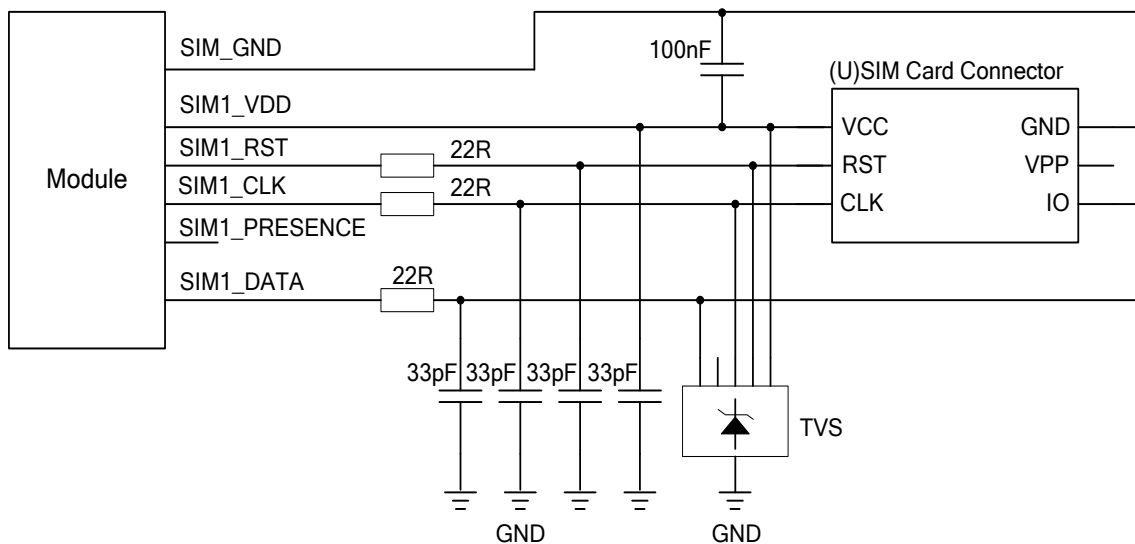 SIM_GND
100nF
(U)SIM Card Connector
SIM1_VDD
VCC
GND
SIM1_RST
22R
RST
VPP
Module
SIM1_CLK
22R
CLK
IO
SIM1_PRESENCE
SIM1_DATA
22R
33pF 33pF 33pF 33pF
TVS
GND
GND